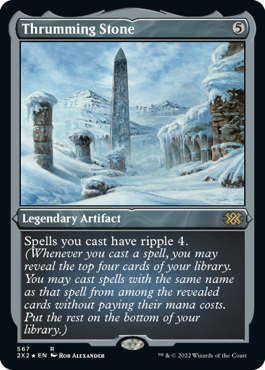 Thrumming Stone 5
Legendary Artifact
Spells you cast have ripple 4.
(Whenever you cast a spell, you may
reveal the top four cards of your
library. You may cast spells with the same
name as that spell from among the revealed
cards without paying their mana costs.
Put the rest on the bottom of your
library.)
567 R
2X2 ★ EN Rob Alexander
™ & © 2022 Wizards of the Coast